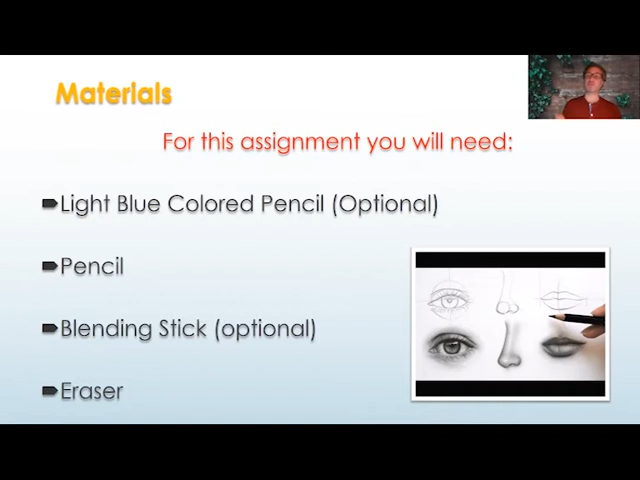 Materials
For this assignment you will need:
Light Blue Colored Pencil (Optional)
Pencil
Blending Stick (optional)
Eraser